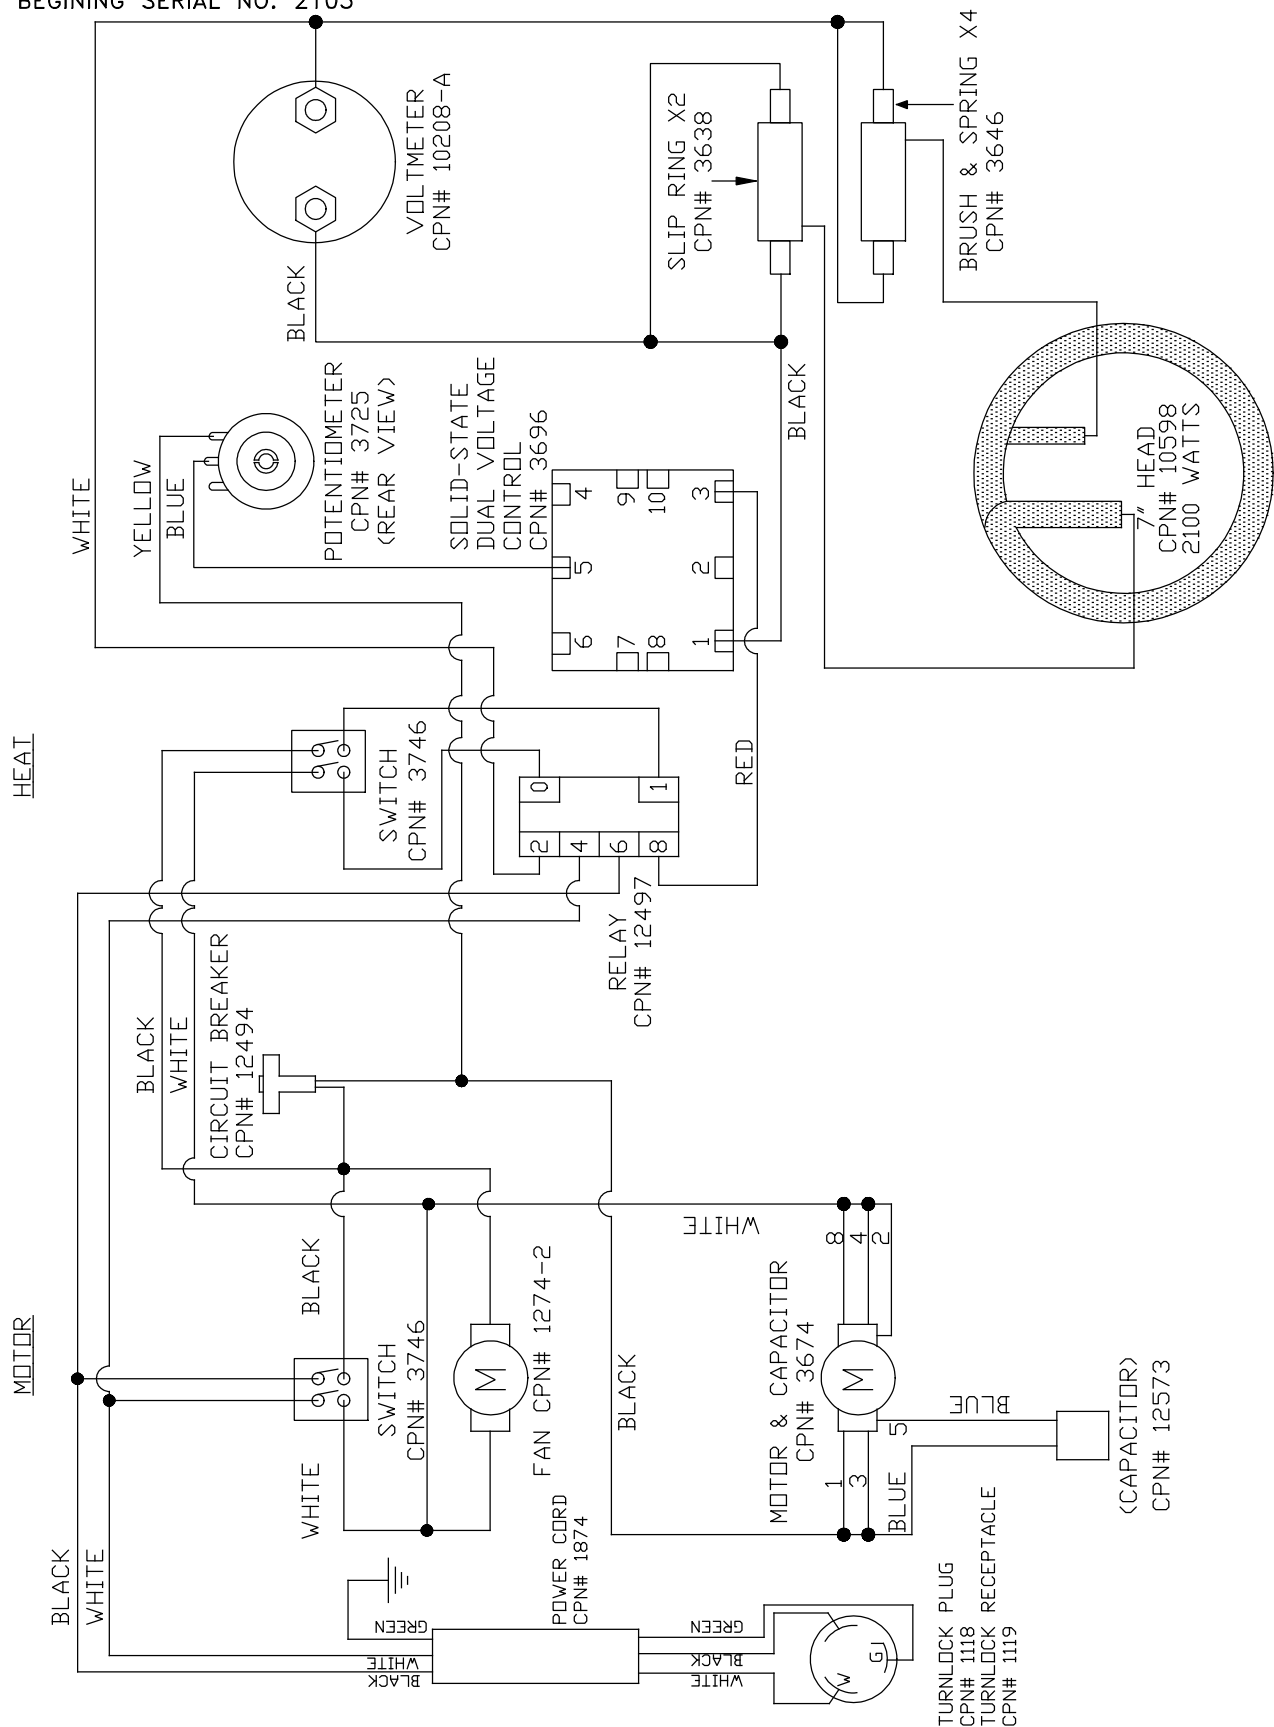 BEGINING SERIAL NO. 2105
HEAT
MOTOR
WHITE
YELLOW
BLUE
BLACK
VOLTMETER
CPN# 10208-A
POTENTIOMETER
CPN# 3725
(REAR VIEW)
SOLID-STATE
DUAL VOLTAGE
CONTROL
CPN# 3696
4
5
6
9
10
7
8
3
2
1
SLIP RING X2
CPN# 3638
BRUSH & SPRING X4
CPN# 3646
BLACK
7" HEAD
CPN# 10598
2100 WATTS
RED
SWITCH
CPN# 3746
0
1
2
4
6
8
RELAY
CPN# 12497
BLACK
WHITE
CIRCUIT BREAKER
CPN# 12494
BLACK
WHITE
SWITCH
CPN# 3746
M
FAN CPN# 1274-2
WHITE
BLACK
MOTOR & CAPACITOR
CPN# 3674
8
4
2
M
1
3
5
BLUE
BLUE
(CAPACITOR)
CPN# 12573
BLACK
WHITE
GREEN
WHITE
BLACK
POWER CORD
CPN# 1874
GREEN
BLACK
WHITE
G
W
TURNLOCK PLUG
CPN# 1118
TURNLOCK RECEPTACLE
CPN# 1119